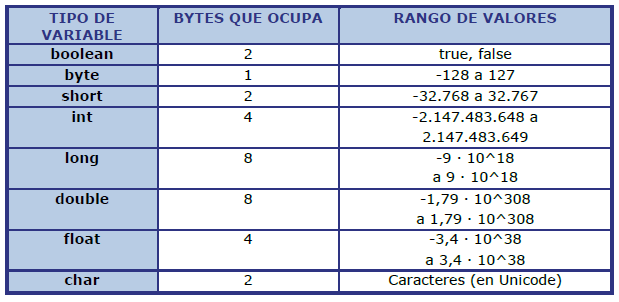 TIPO DE VARIABLE BYTES QUE OCUPA RANGO DE VALORES
boolean 2 true, false
byte 1 -128 a 127
short 2 -32.768 a 32.767
int 4 -2.147.483.648 a
2.147.483.649
long 8 -9 · 10^18
a 9 · 10^18
double 8 -1,79 · 10^308
a 1,79 · 10^308
float 4 -3,4 · 10^38
a 3,4 · 10^38
char 2 Caracteres (en Unicode)